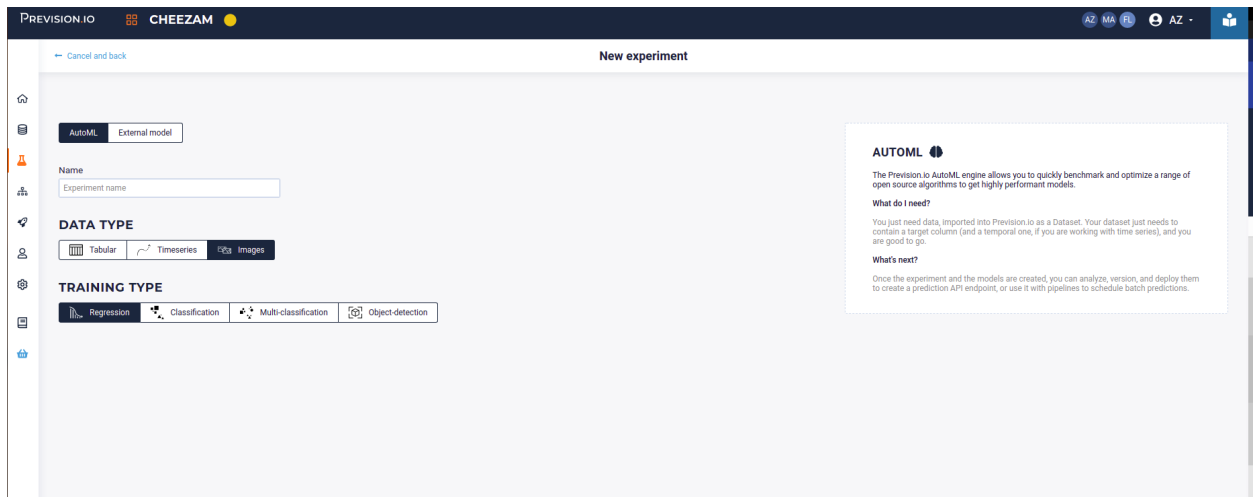 PREVISION.IO CHEEZAM AZ MA FL AZ
← Cancel and back New experiment
AutoML External model
Name
Experiment name
DATA TYPE
Tabular Timeseries Images
TRAINING TYPE
Regression Classification Multi-classification Object-detection
AUTOML
The Prevision.io AutoML engine allows you to quickly benchmark and optimize a range of
open source algorithms to get highly performant models.
What do I need?
You just need data, imported into Prevision.io as a Dataset. Your dataset just needs to
contain a target column (and a temporal one, if you are working with time series), and you
are good to go.
What's next?
Once the experiment and the models are created, you can analyze, version, and deploy them
to create a prediction API endpoint, or use it with pipelines to schedule batch predictions.